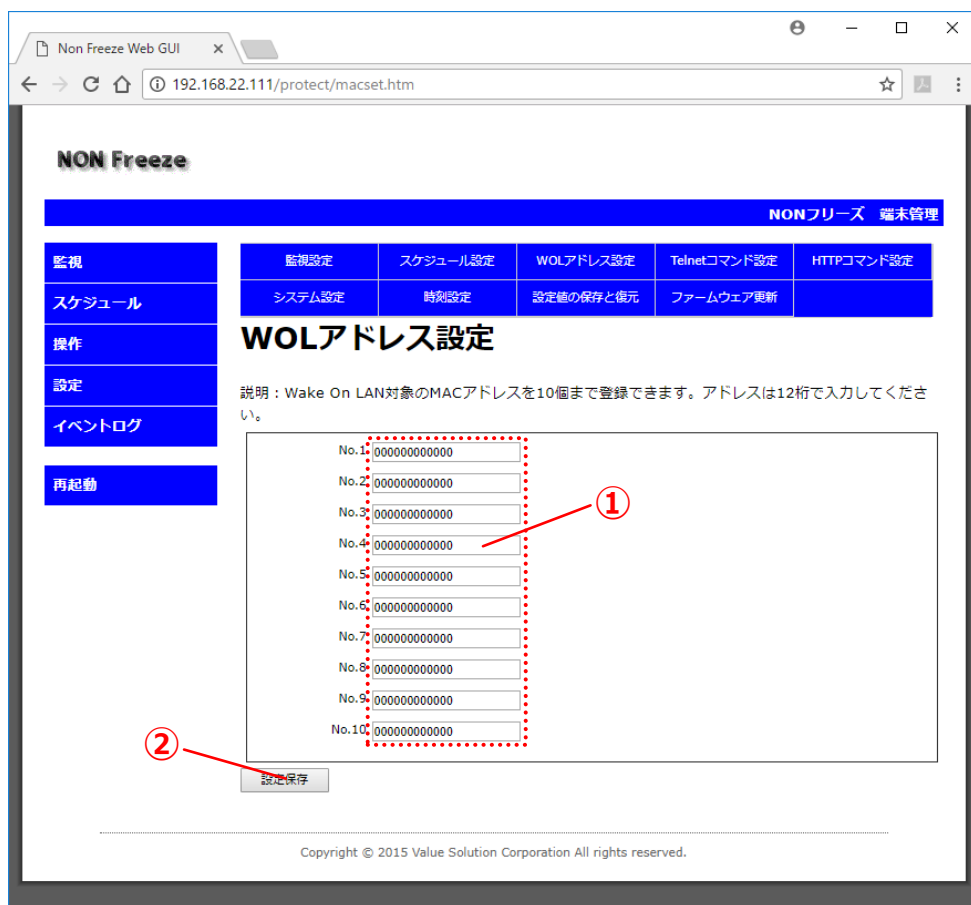 Non Freeze Web GUI
192.168.22.111/protect/macset.htm
NON Freeze
NONフリーズ 端末管理
監視
スケジュール
操作
設定
イベントログ
再起動
監視設定 スケジュール設定 WOLアドレス設定 Telnetコマンド設定 HTTPコマンド設定
システム設定 時刻設定 設定値の保存と復元 ファームウェア更新
WOLアドレス設定
説明：Wake On LAN対象のMACアドレスを10個まで登録できます。アドレスは12桁で入力してくださ
い。
No.1 000000000000
No.2 000000000000
No.3 000000000000
No.4 000000000000
No.5 000000000000
No.6 000000000000
No.7 000000000000
No.8 000000000000
No.9 000000000000
No.10 000000000000
①
②
設定保存
Copyright © 2015 Value Solution Corporation All rights reserved.